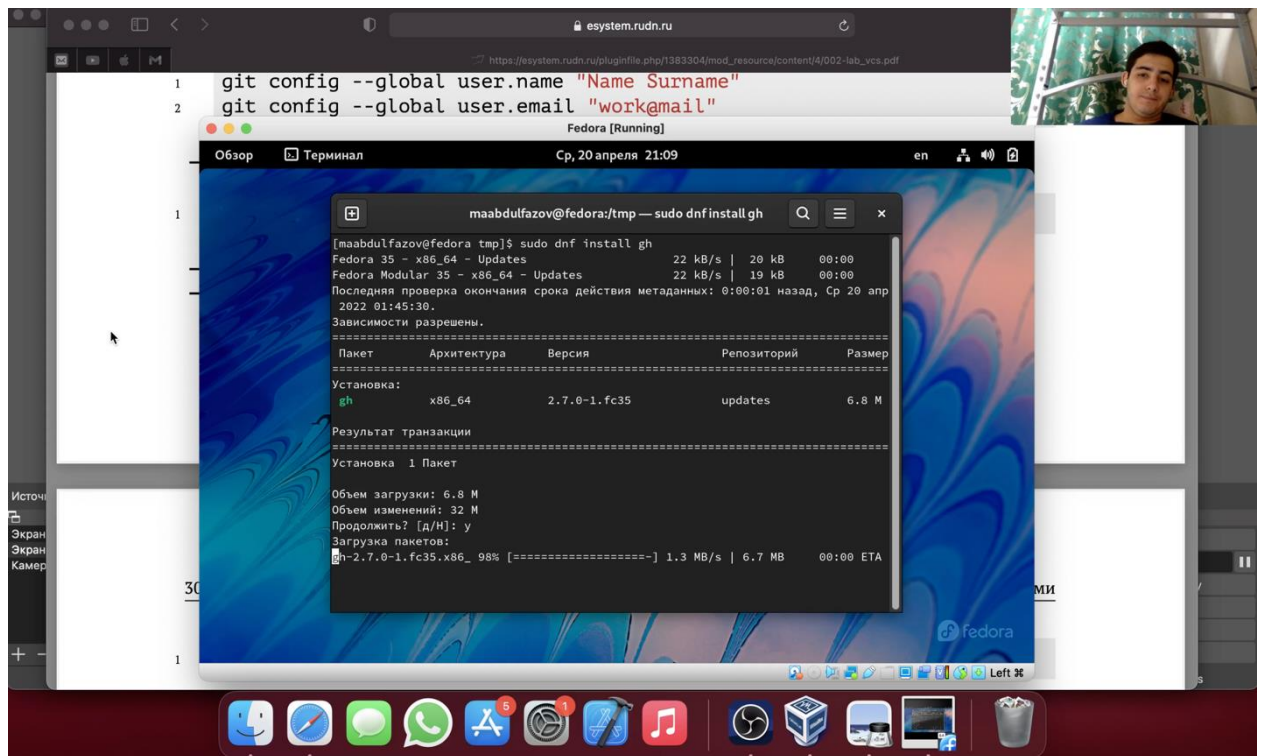 esystem.rudn.ru
https://esystem.rudn.ru/pluginfile.php/1383304/mod_resource/content/4/002-lab_vcs.pdf
1 git config --global user.name "Name Surname"
2 git config --global user.email "work@mail"
Fedora [Running]
Обзор Терминал Ср, 20 апреля 21:09 en
1
maabdulfazov@fedora:/tmp — sudo dnf install gh
[maabdulfazov@fedora tmp]$ sudo dnf install gh
Fedora 35 - x86_64 - Updates 22 kB/s | 20 kB 00:00
Fedora Modular 35 - x86_64 - Updates 22 kB/s | 19 kB 00:00
Последняя проверка окончания срока действия метаданных: 0:00:01 назад, Ср 20 апр
2022 01:45:30.
Зависимости разрешены.
================================================================================
Пакет Архитектура Версия Репозиторий Размер
================================================================================
Установка:
gh x86_64 2.7.0-1.fc35 updates 6.8 M
Результат транзакции
================================================================================
Установка 1 Пакет
Объем загрузки: 6.8 M
Объем изменений: 32 M
Продолжить? [д/Н]: y
Загрузка пакетов:
gh-2.7.0-1.fc35.x86_ 98% [===================-] 1.3 MB/s | 6.7 MB 00:00 ETA
Источ
Экран
Экран
Камер
30 ми
fedora
1
Left ⌘
5 1